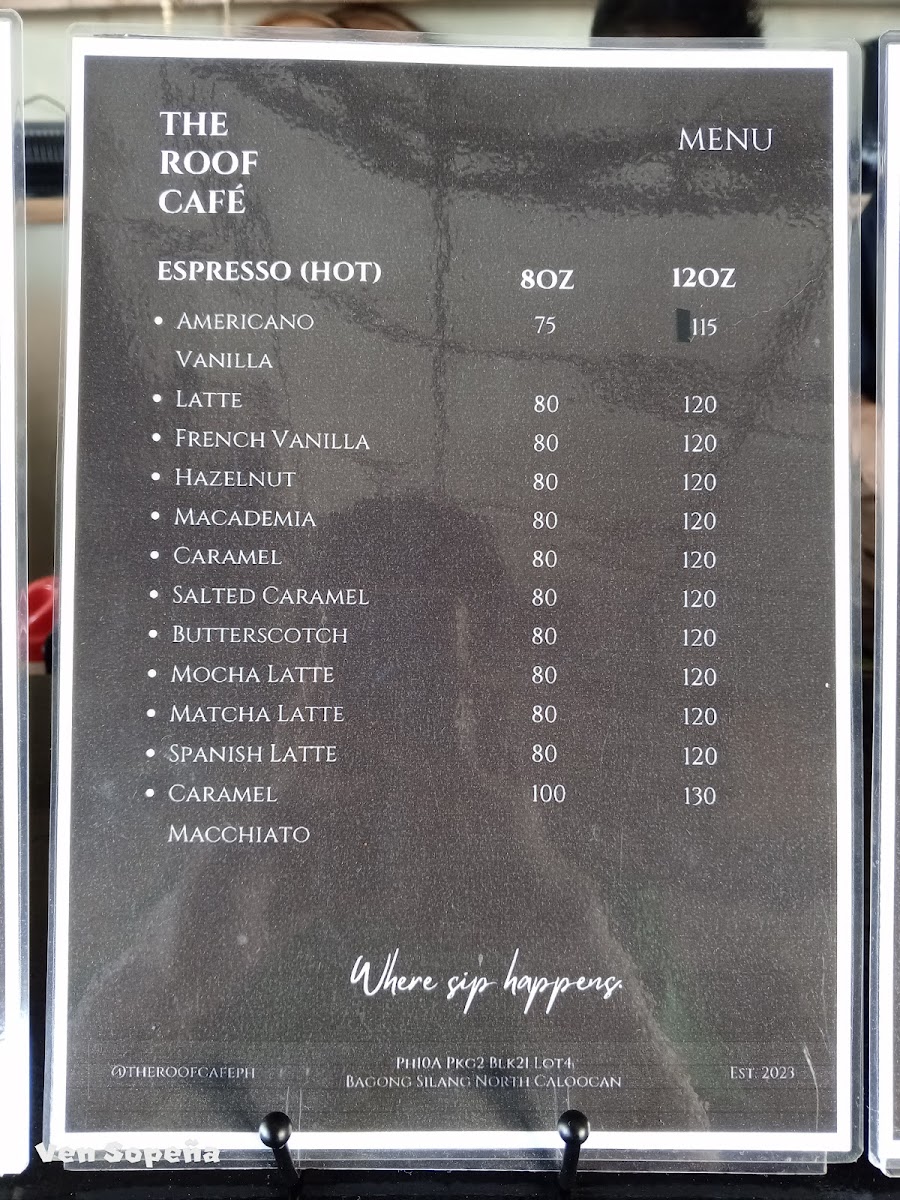 THE
ROOF
CAFÉ
MENU
ESPRESSO (HOT) 8OZ 12OZ
• AMERICANO 75 115
VANILLA
• LATTE 80 120
• FRENCH VANILLA 80 120
• HAZELNUT 80 120
• MACADEMIA 80 120
• CARAMEL 80 120
• SALTED CARAMEL 80 120
• BUTTERSCOTCH 80 120
• MOCHA LATTE 80 120
• MATCHA LATTE 80 120
• SPANISH LATTE 80 120
• CARAMEL 100 130
MACCHIATO
Where sip happens.
@THEROOFCAFEPH
PH10A PKG2 BLK21 LOT4,
BAGONG SILANG NORTH CALOOCAN
EST. 2023
Ven Sopeña